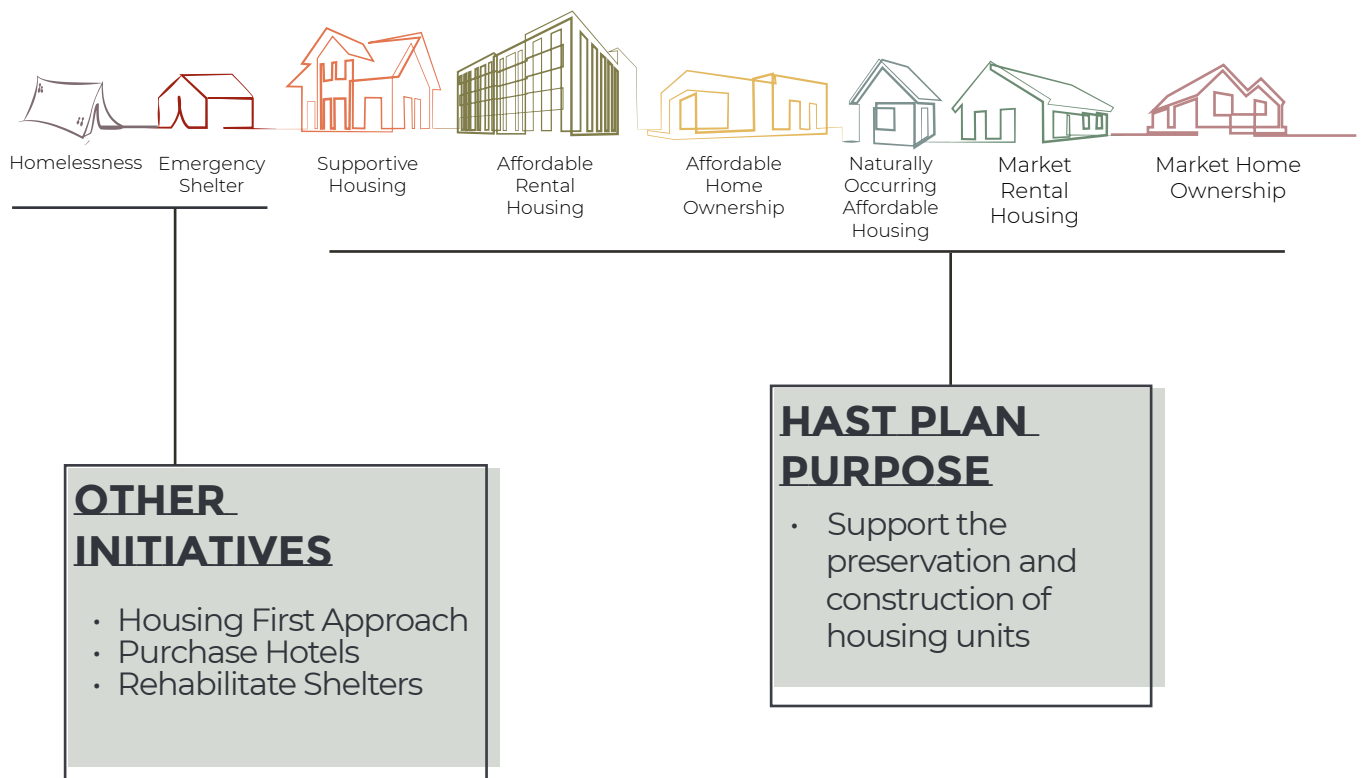 Homelessness
Emergency
Shelter
Supportive
Housing
Affordable
Rental
Housing
Affordable
Home
Ownership
Naturally
Occurring
Affordable
Housing
Market
Rental
Housing
Market Home
Ownership
OTHER
INITIATIVES
• Housing First Approach
• Purchase Hotels
• Rehabilitate Shelters
HAST PLAN
PURPOSE
• Support the
preservation and
construction of
housing units